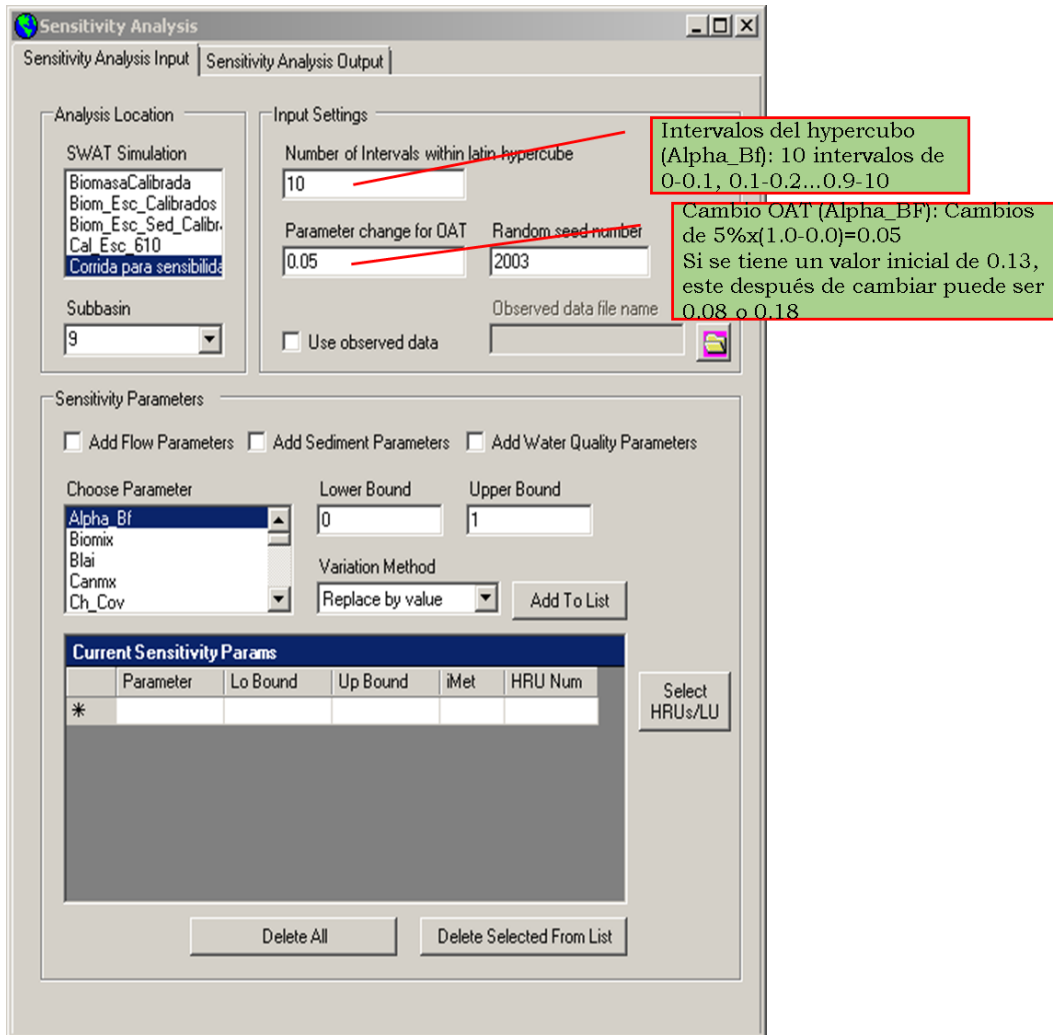 Sensitivity Analysis
Sensitivity Analysis Input
Sensitivity Analysis Output
Analysis Location
SWAT Simulation
BiomasaCalibrada
Biom_Esc_Calibrados
Biom_Esc_Sed_Calibr
Cal_Esc_610
Corrida para sensibilida
Subbasin
9
Input Settings
Number of Intervals within latin-hypercube
10
Parameter change for OAT
0.05
Random seed number
2003
Observed data file name
Use observed data
Intervalos del hypercubo
(Alpha_Bf): 10 intervalos de
0-0.1, 0.1-0.2...0.9-10
Cambio OAT (Alpha_BF): Cambios
de 5%x(1.0-0.0)=0.05
Si se tiene un valor inicial de 0.13,
este después de cambiar puede ser
0.08 o 0.18
Sensitivity Parameters
Add Flow Parameters
Add Sediment Parameters
Add Water Quality Parameters
Choose Parameter
Alpha_Bf
Biomix
Blai
Canmx
Ch_Cov
Lower Bound
0
Upper Bound
1
Variation Method
Replace by value
Add To List
Current Sensitivity Params
Parameter Lo Bound Up Bound iMet HRU Num
*
Select
HRUs/LU
Delete All
Delete Selected From List